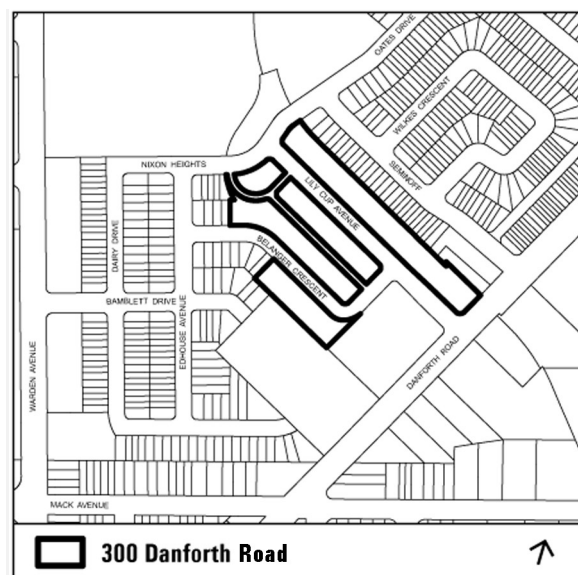 OATES DRIVE
WILKES CRESCENT
NIXON HEIGHTS
SEMINOFF
LILY CUP AVENUE
DAIRY DRIVE
BELANGER CRESCENT
BAMBLETT DRIVE
EDHOUSE AVENUE
WARDEN AVENUE
DANFORTH ROAD
MACK AVENUE
300 Danforth Road